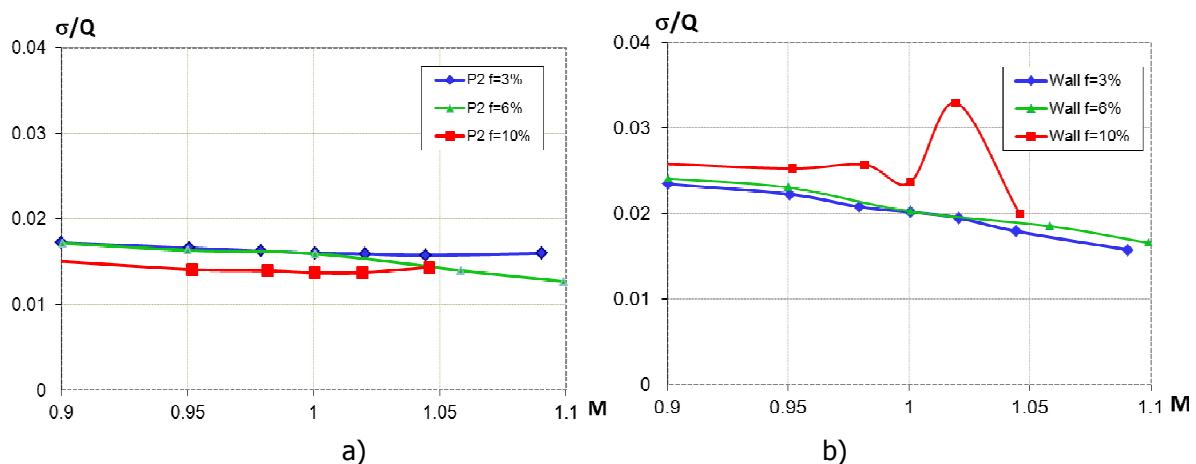 σ/Q
0.04
0.03
0.02
0.01
0
0.9
0.95
1
1.05
1.1
M
P2 f=3%
P2 f=6%
P2 f=10%
a)
σ/Q
0.04
0.03
0.02
0.01
0
0.9
0.95
1
1.05
1.1
M
Wall f=3%
Wall f=6%
Wall f=10%
b)